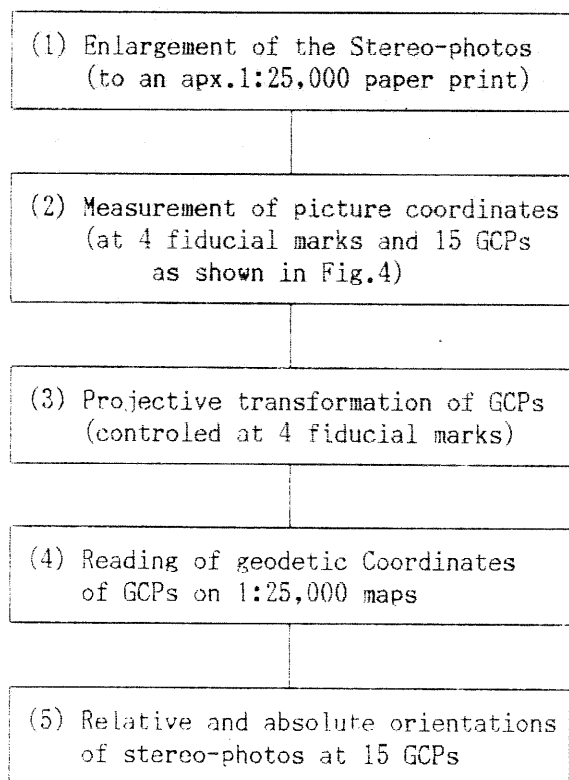 (1) Enlargement of the Stereo-photos
(to an apx.1:25,000 paper print)
(2) Measurement of picture coordinates
(at 4 fiducial marks and 15 GCPs
as shown in Fig.4)
(3) Projective transformation of GCPs
(controled at 4 fiducial marks)
(4) Reading of geodetic Coordinates
of GCPs on 1:25,000 maps
(5) Relative and absolute orientations
of stereo-photos at 15 GCPs